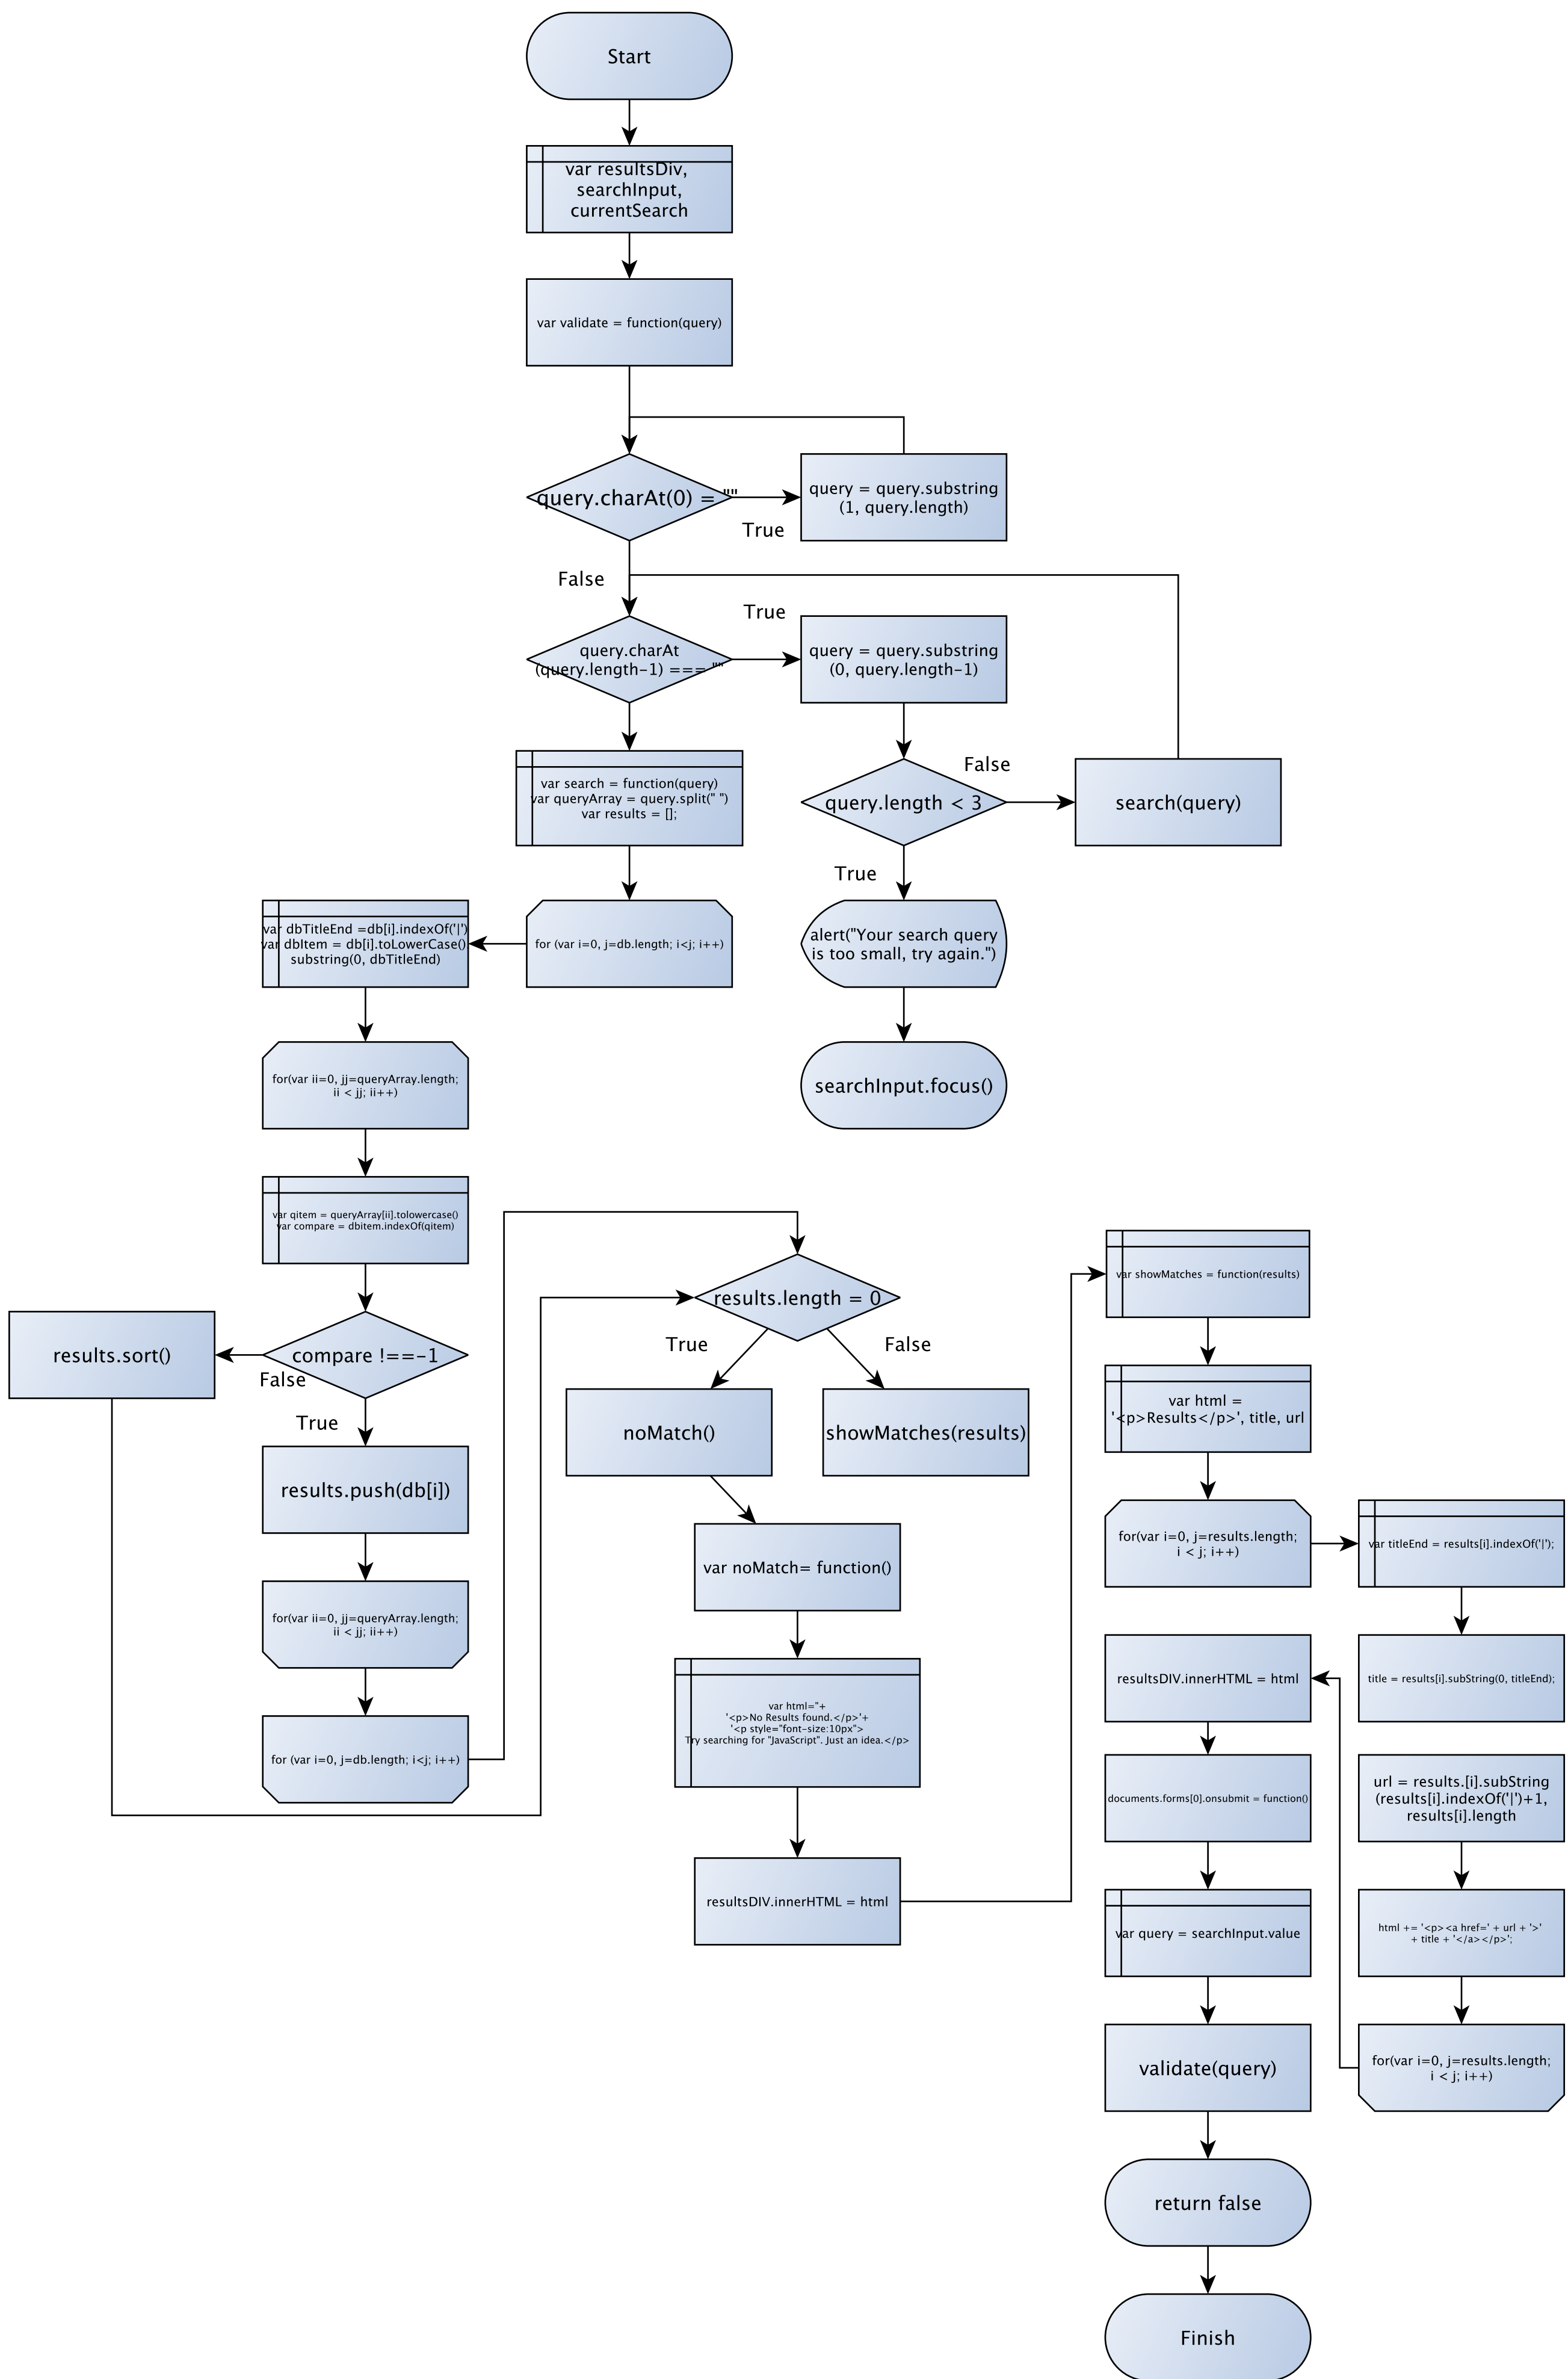 Start
var resultsDiv,
searchInput,
currentSearch
var validate = function(query)
query.charAt(0) = ""
True
query = query.substring
(1, query.length)
False
query.charAt
(query.length-1) === ""
True
query = query.substring
(0, query.length-1)
query.length < 3
False
search(query)
True
alert("Your search query
is too small, try again.")
searchInput.focus()
var search = function(query)
var queryArray = query.split(" ")
var results = [];
for (var i=0, j=db.length; i<j; i++)
var dbTitleEnd =db[i].indexOf('|')
var dbItem = db[i].toLowerCase()
substring(0, dbTitleEnd)
for(var ii=0, jj=queryArray.length;
ii < jj; ii++)
var qitem = queryArray[ii].tolowercase()
var compare = dbitem.indexOf(qitem)
compare !==-1
False
results.sort()
True
results.push(db[i])
for(var ii=0, jj=queryArray.length;
ii < jj; ii++)
for (var i=0, j=db.length; i<j; i++)
results.length = 0
True
False
noMatch()
showMatches(results)
var noMatch= function()
var html="+
'<p>No Results found.</p>'+
'<p style="font-size:10px">
Try searching for "JavaScript". Just an idea.</p>
resultsDIV.innerHTML = html
var showMatches = function(results)
var html =
'<p>Results</p>', title, url
for(var i=0, j=results.length;
i < j; i++)
var titleEnd = results[i].indexOf('|');
title = results[i].subString(0, titleEnd);
url = results.[i].subString
(results[i].indexOf('|')+1,
results[i].length
html += '<p><a href=' + url + '>'
+ title + '</a></p>';
for(var i=0, j=results.length;
i < j; i++)
resultsDIV.innerHTML = html
documents.forms[0].onsubmit = function()
var query = searchInput.value
validate(query)
return false
Finish